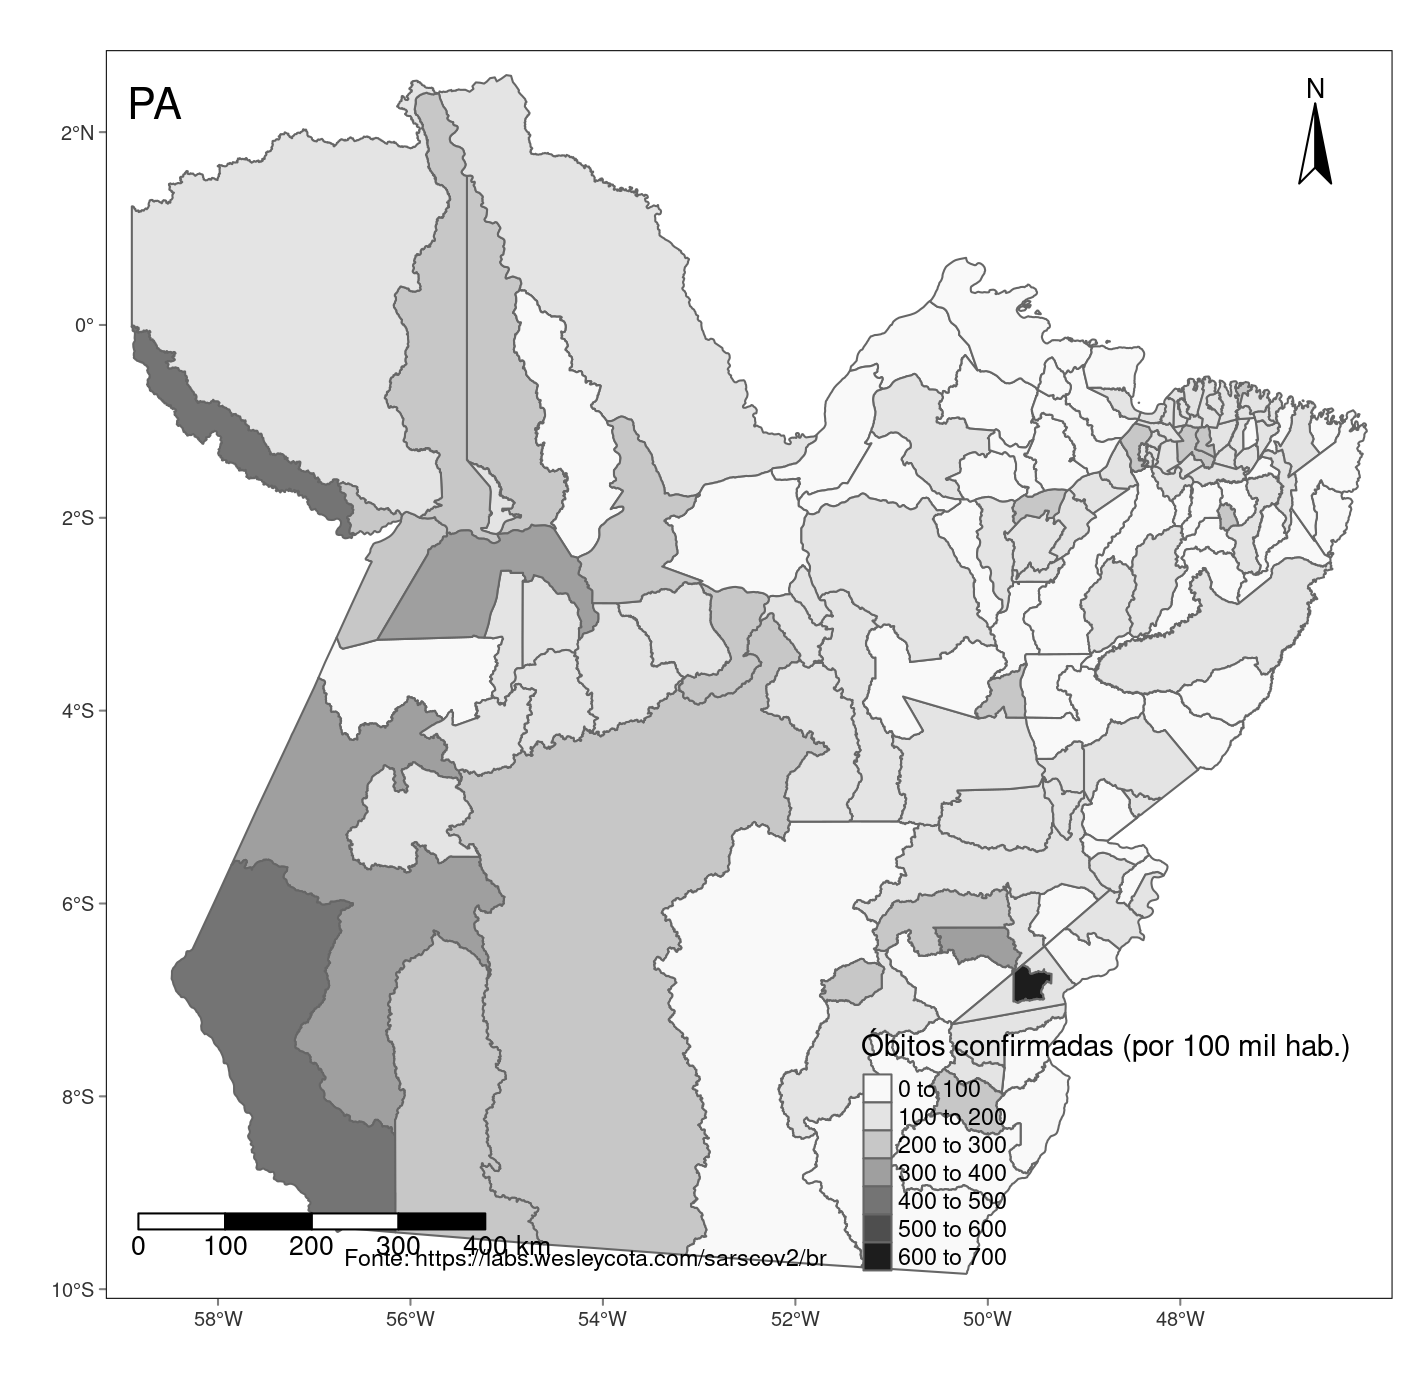 PA
N
2°N
0°
2°S
4°S
6°S
8°S
10°S
Óbitos confirmadas (por 100 mil hab.)
0 to 100
100 to 200
200 to 300
300 to 400
400 to 500
500 to 600
600 to 700
0 100 200 300 400 km
Fonte: https://labs.wesleycota.com/sarscov2/br
58°W 56°W 54°W 52°W 50°W 48°W